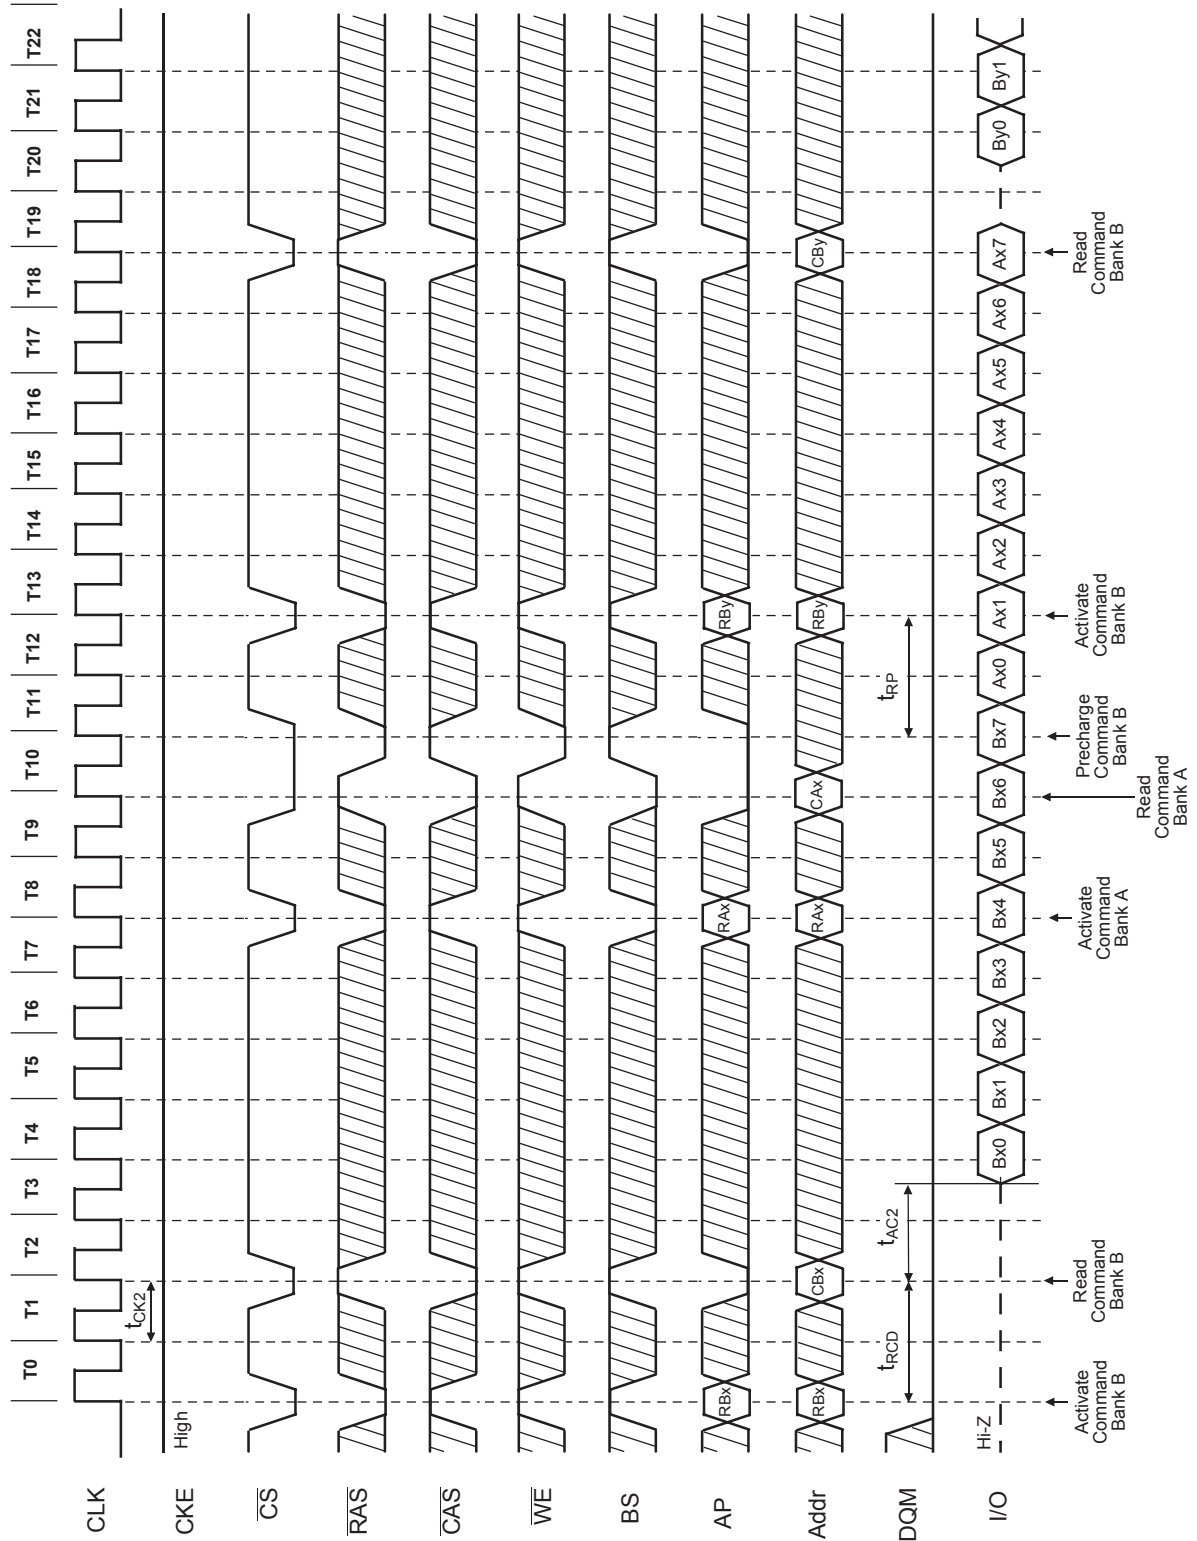 T0 T1 T2 T3 T4 T5 T6 T7 T8 T9 T10 T11 T12 T13 T14 T15 T16 T17 T18 T19 T20 T21 T22
CLK
tCK2
CKE
High
CS
RAS
CAS
WE
BS
AP
RBx RAx RBy
Addr
RBx CBx RAx CAx RBy CBy
DQM
tRCD tAC2 tRP
I/O
Hi-Z
Bx0 Bx1 Bx2 Bx3 Bx4 Bx5 Bx6 Bx7 Ax0 Ax1 Ax2 Ax3 Ax4 Ax5 Ax6 Ax7 By0 By1
Activate
Command
Bank B
Read
Command
Bank B
Activate
Command
Bank A
Read
Command
Bank A
Precharge
Command
Bank B
Activate
Command
Bank B
Read
Command
Bank B